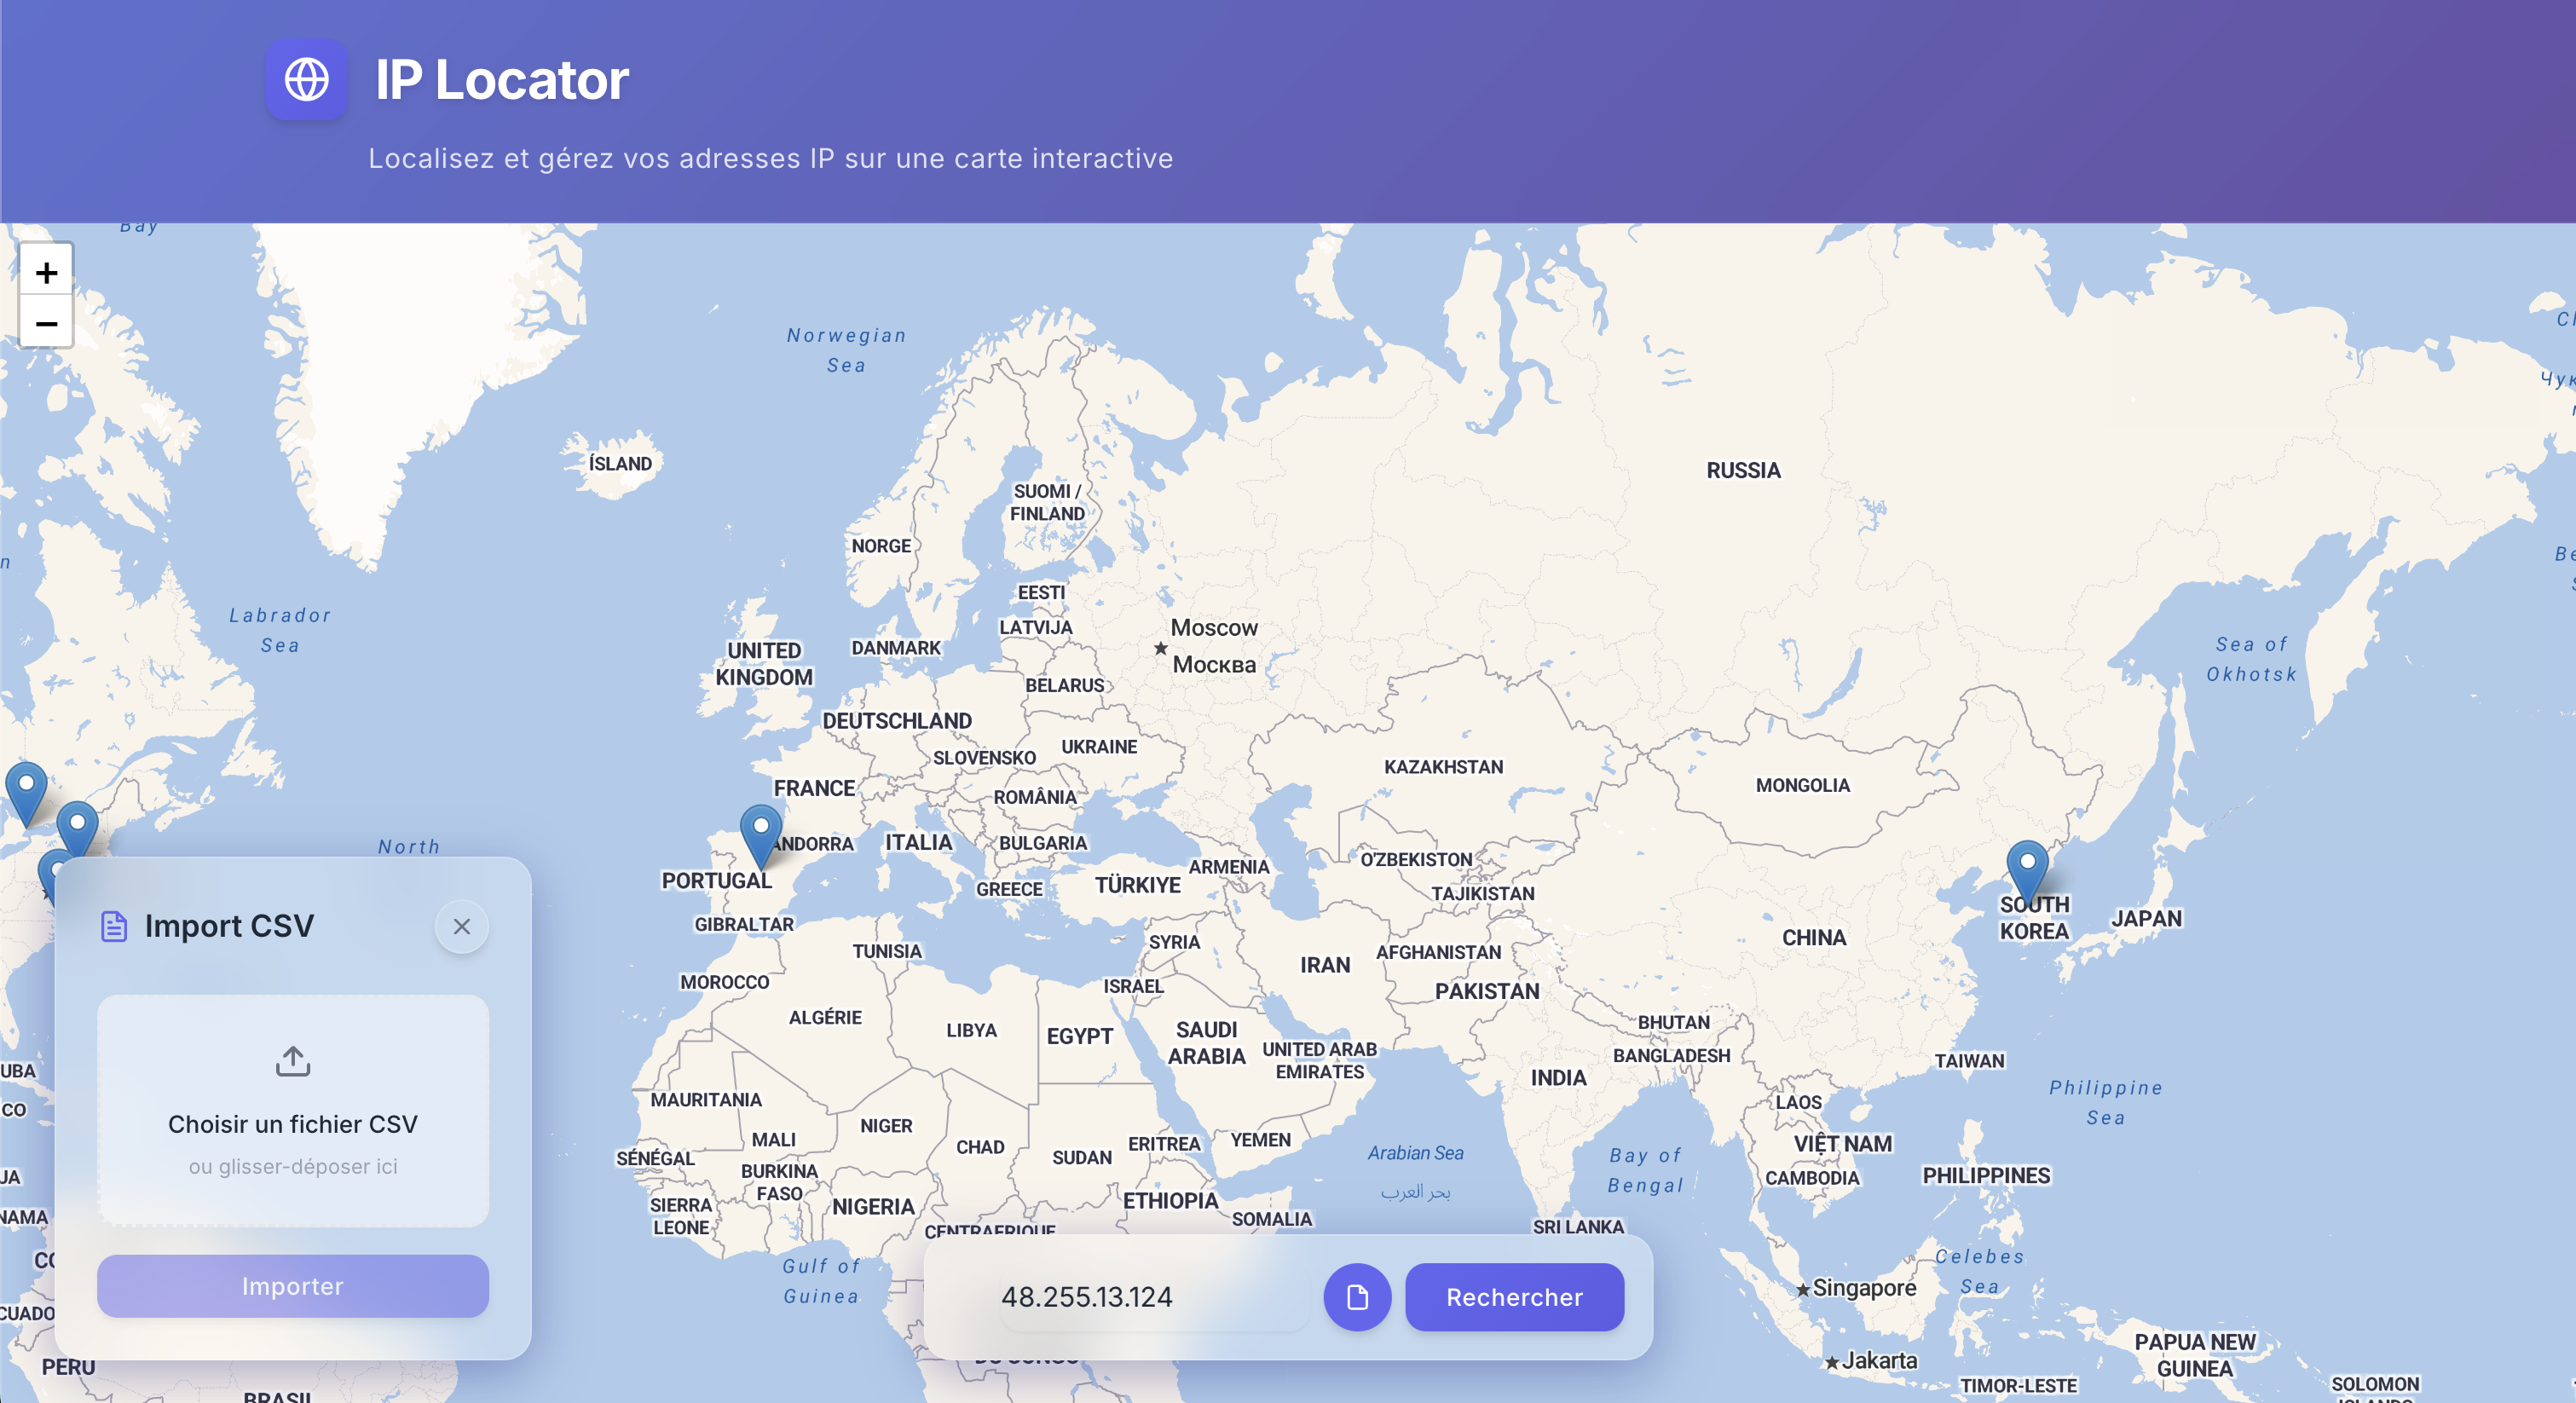 IP Locator
Localisez et gérez vos adresses IP sur une carte interactive
Bay
+
−
Norwegian
Sea
ÍSLAND
RUSSIA
SUOMI /
FINLAND
NORGE
EESTI
LATVIJA
Moscow
Москва
Labrador
Sea
DANMARK
UNITED
KINGDOM
BELARUS
Sea of
Okhotsk
DEUTSCHLAND
SLOVENSKO
UKRAINE
KAZAKHSTAN
MONGOLIA
FRANCE
ROMÂNIA
North
ANDORRA
ITALIA
BULGARIA
O'ZBEKISTON
ARMENIA
PORTUGAL
GREECE
TÜRKIYE
TAJIKISTAN
SOUTH
KOREA
JAPAN
GIBRALTAR
TUNISIA
SYRIA
AFGHANISTAN
CHINA
IRAN
MOROCCO
ISRAEL
PAKISTAN
ALGÉRIE
LIBYA
EGYPT
SAUDI
ARABIA
UNITED ARAB
EMIRATES
BHUTAN
BANGLADESH
TAIWAN
INDIA
MAURITANIA
LAOS
Philippine
Sea
NIGER
MALI
CHAD
SUDAN
ERITREA
YEMEN
Arabian Sea
بحر العرب
Bay of
Bengal
VIỆT NAM
CAMBODIA
PHILIPPINES
SÉNÉGAL
BURKINA
FASO
SIERRA
LEONE
NIGERIA
ETHIOPIA
SOMALIA
CENTRAFRIQUE
SRI LANKA
Gulf of
Guinea
Celebes
Sea
Singapore
Jakarta
PAPUA NEW
GUINEA
TIMOR-LESTE
SOLOMON
UBA
CO
JA
NAMA
CO
CUADO
PERÚ
BRASIL
Import CSV
Choisir un fichier CSV
ou glisser-déposer ici
Importer
48.255.13.124
Rechercher